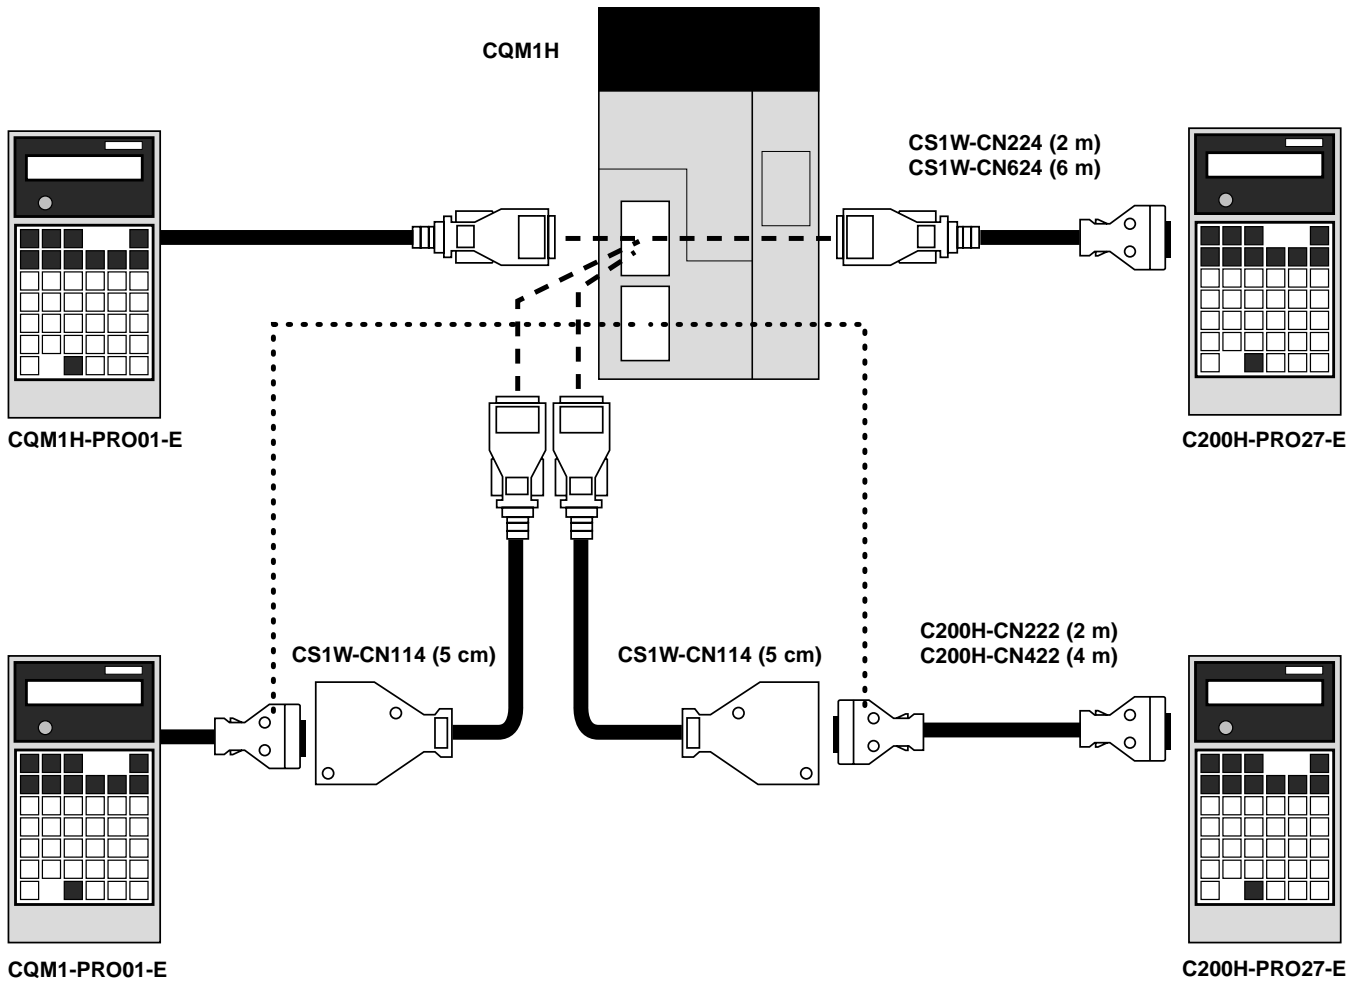 CQM1H
CS1W-CN224 (2 m)
CS1W-CN624 (6 m)
CQM1H-PRO01-E
C200H-PRO27-E
CS1W-CN114 (5 cm)
CS1W-CN114 (5 cm)
C200H-CN222 (2 m)
C200H-CN422 (4 m)
CQM1-PRO01-E
C200H-PRO27-E